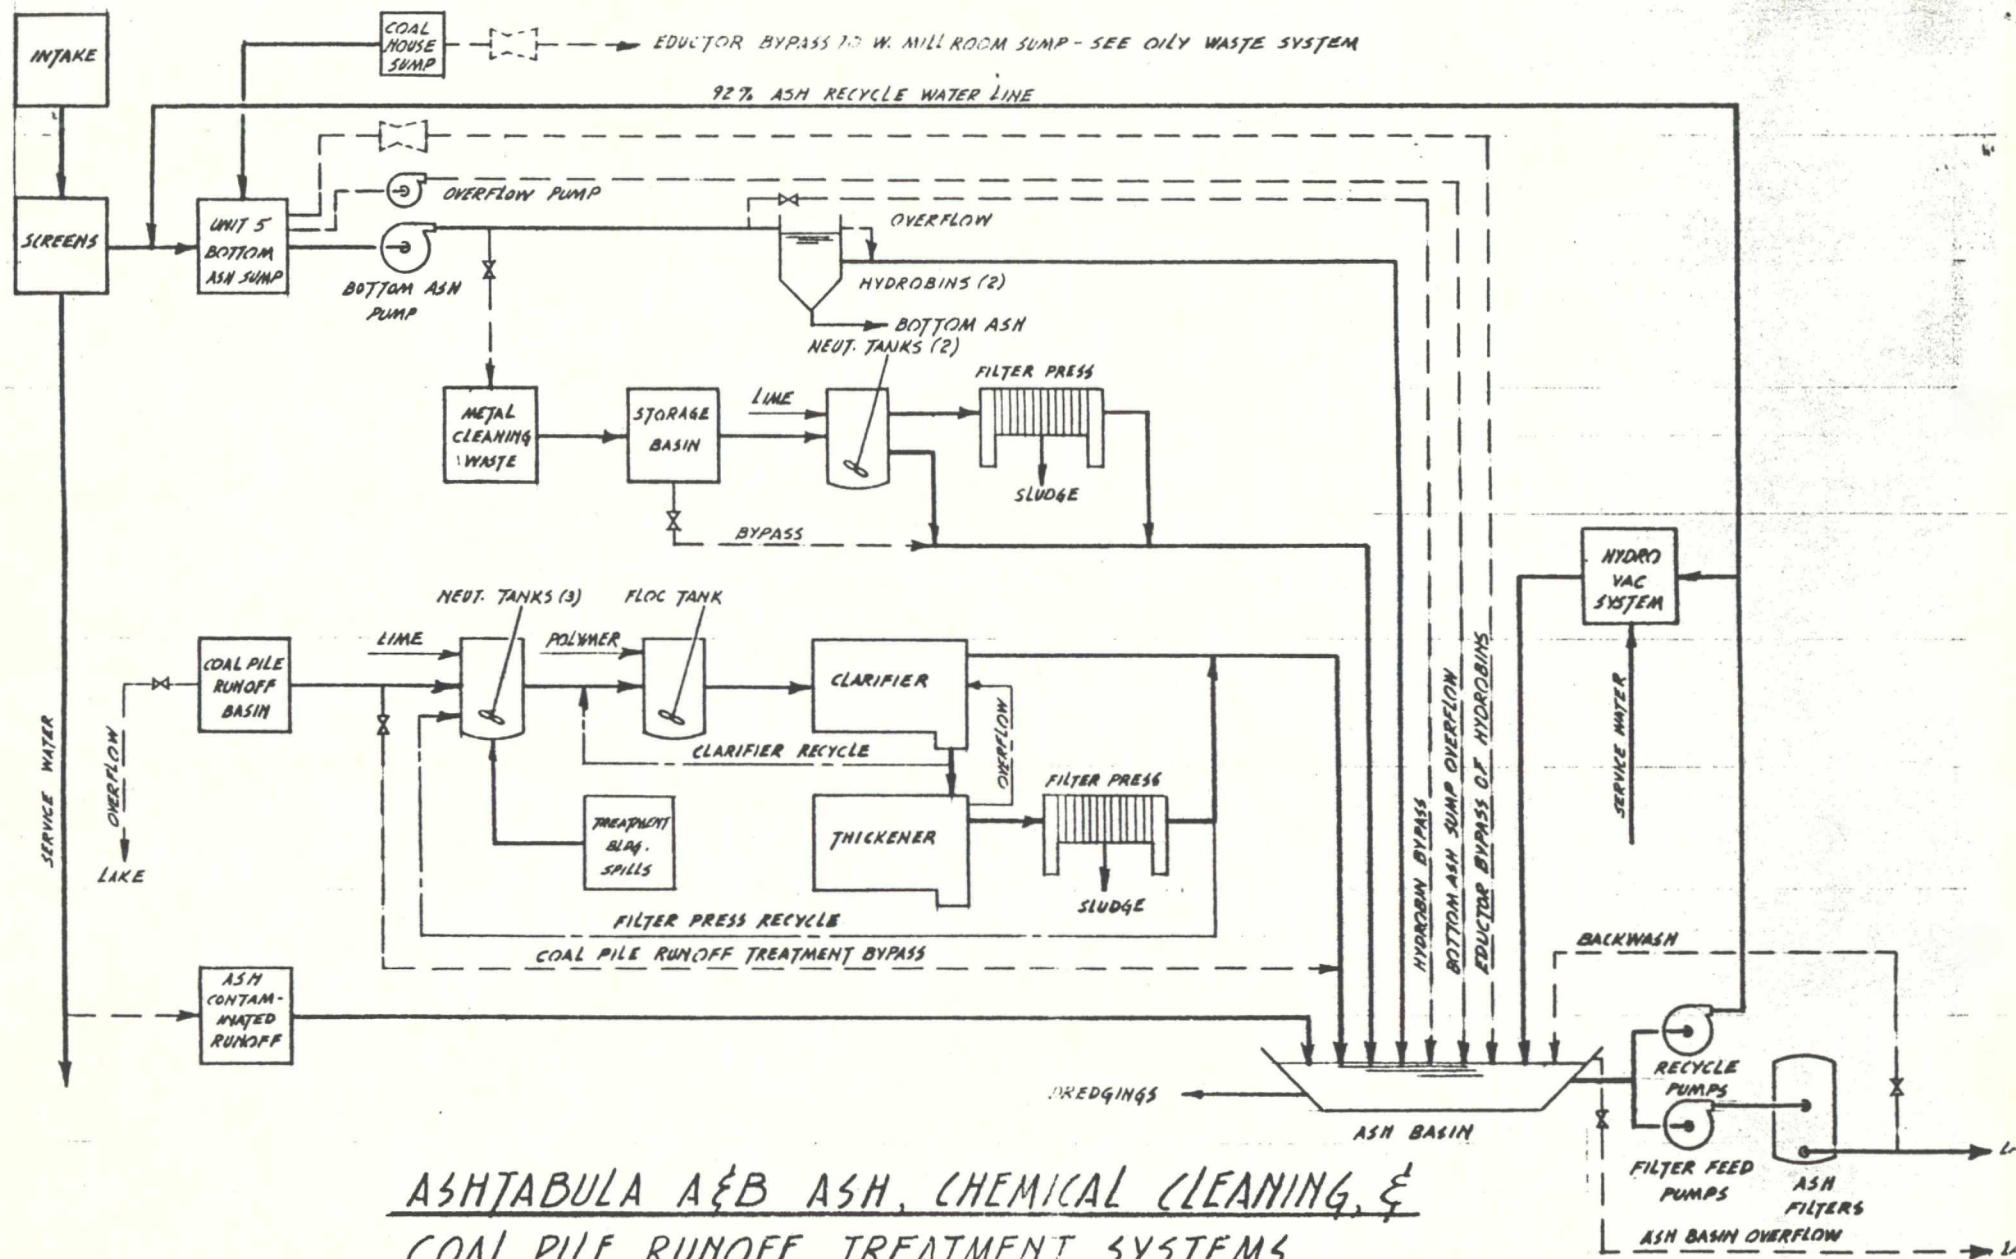 INTAKE
COAL
HOUSE
SUMP
EDUCTOR BYPASS TO W. MILL ROOM SUMP - SEE OILY WASTE SYSTEM
92% ASH RECYCLE WATER LINE
SCREENS
UNIT 5
BOTTOM
ASH SUMP
OVERFLOW PUMP
BOTTOM ASH
PUMP
OVERFLOW
HYDROBINS (2)
BOTTOM ASH
NEUT. TANKS (2)
FILTER PRESS
METAL
CLEANING
WASTE
STORAGE
BASIN
LIME
SLUDGE
BYPASS
HYDRO
VAC
SYSTEM
NEUT. TANKS (3)
FLOC TANK
LIME
POLYMER
COAL PILE
RUNOFF
BASIN
CLARIFIER
CLARIFIER RECYCLE
OVERFLOW
FILTER PRESS
THICKENER
TREATMENT
BLDG.
SPILLS
SLUDGE
OVERFLOW
LAKE
SERVICE WATER
FILTER PRESS RECYCLE
COAL PILE RUNOFF TREATMENT BYPASS
HYDROBIN BYPASS
BOTTOM ASH SUMP OVERFLOW
EDUCTOR BYPASS OF HYDROBINS
SERVICE WATER
BACKWASH
ASH
CONTAM-
INATED
RUNOFF
DREDGINGS
ASH BASIN
RECYCLE
PUMPS
FILTER FEED
PUMPS
ASH
FILTERS
ASH BASIN OVERFLOW
ASHTABULA A&B ASH, CHEMICAL CLEANING, &
COAL PILE RUNOFF TREATMENT SYSTEMS